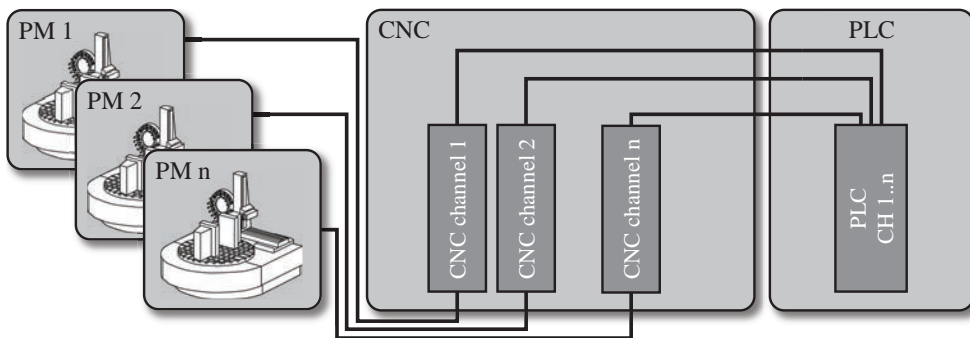 PM 1
PM 2
PM n
CNC
CNC channel 1
CNC channel 2
CNC channel n
PLC
PLC
CH 1..n